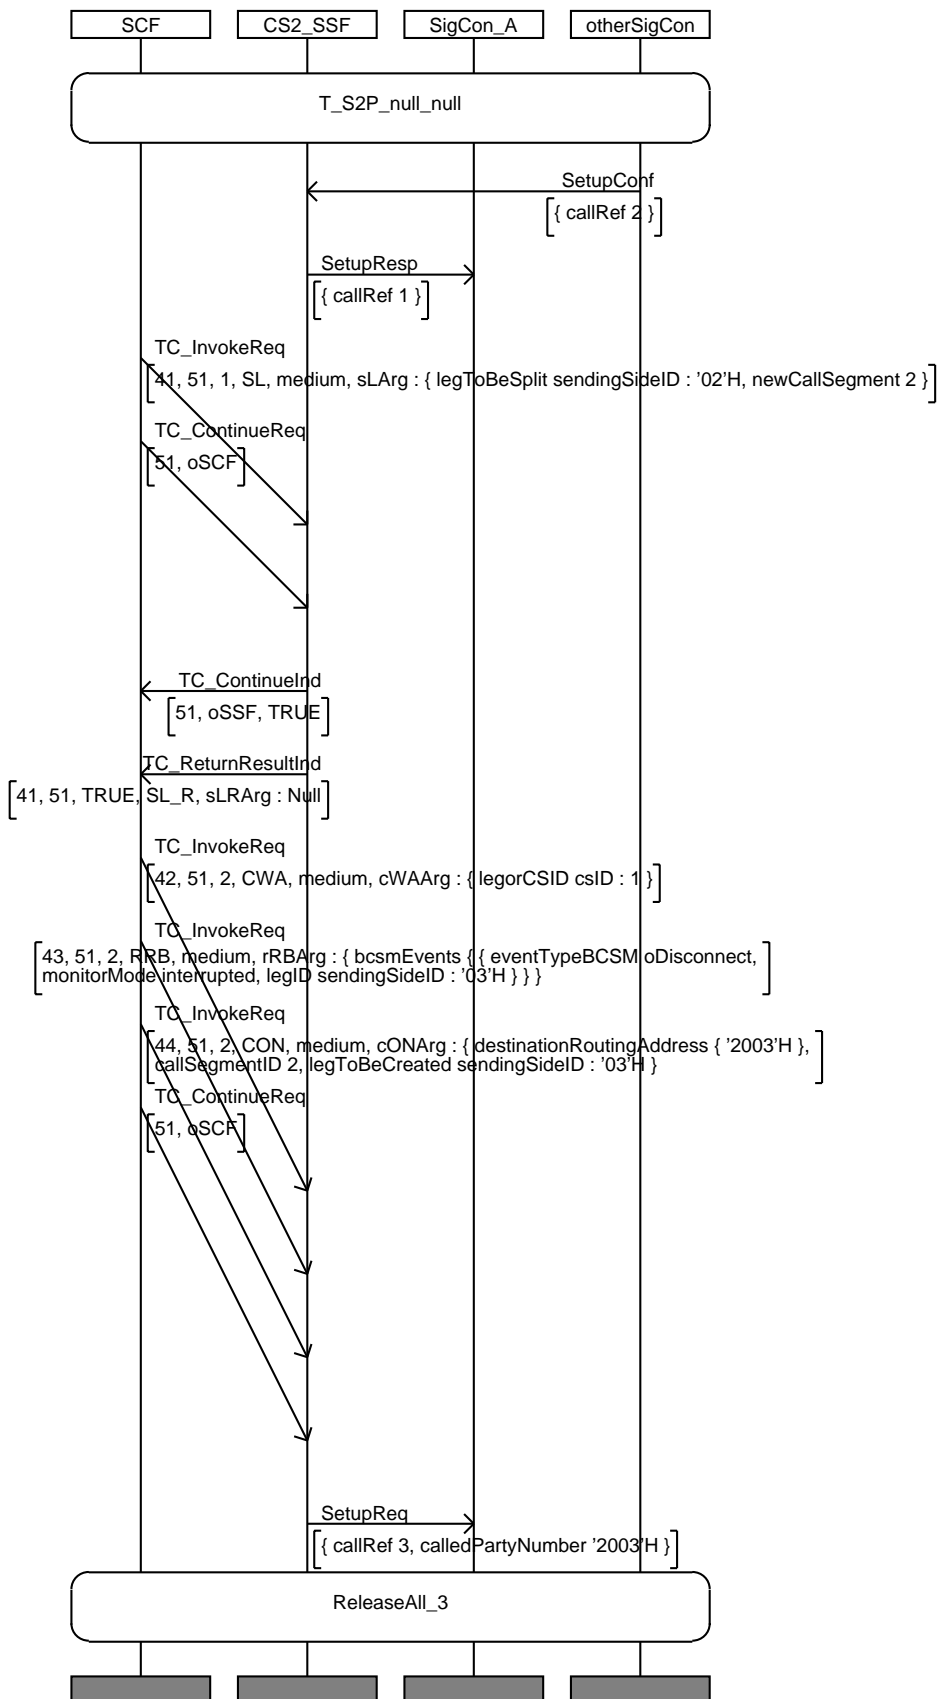 SCF CS2_SSF SigCon_A otherSigCon
T_S2P_null_null
SetupConf
{ callRef 2 }
SetupResp
{ callRef 1 }
TC_InvokeReq
41, 51, 1, SL, medium, sLArg : { legToBeSplit sendingSideID : '02'H, newCallSegment 2 }
TC_ContinueReq
51, oSCF
TC_ContinueInd
51, oSSF, TRUE
TC_ReturnResultInd
41, 51, TRUE, SL_R, sLRArg : Null
TC_InvokeReq
42, 51, 2, CWA, medium, cWAArg : { legorCSID csID : 1 }
TC_InvokeReq
43, 51, 2, RRB, medium, rRBArg : { bcsmEvents { { eventTypeBCSM oDisconnect,
monitorMode interrupted, legID sendingSideID : '03'H } } }
TC_InvokeReq
44, 51, 2, CON, medium, cONArg : { destinationRoutingAddress { '2003'H },
callSegmentID 2, legToBeCreated sendingSideID : '03'H }
TC_ContinueReq
51, oSCF
SetupReq
{ callRef 3, calledPartyNumber '2003'H }
ReleaseAll_3